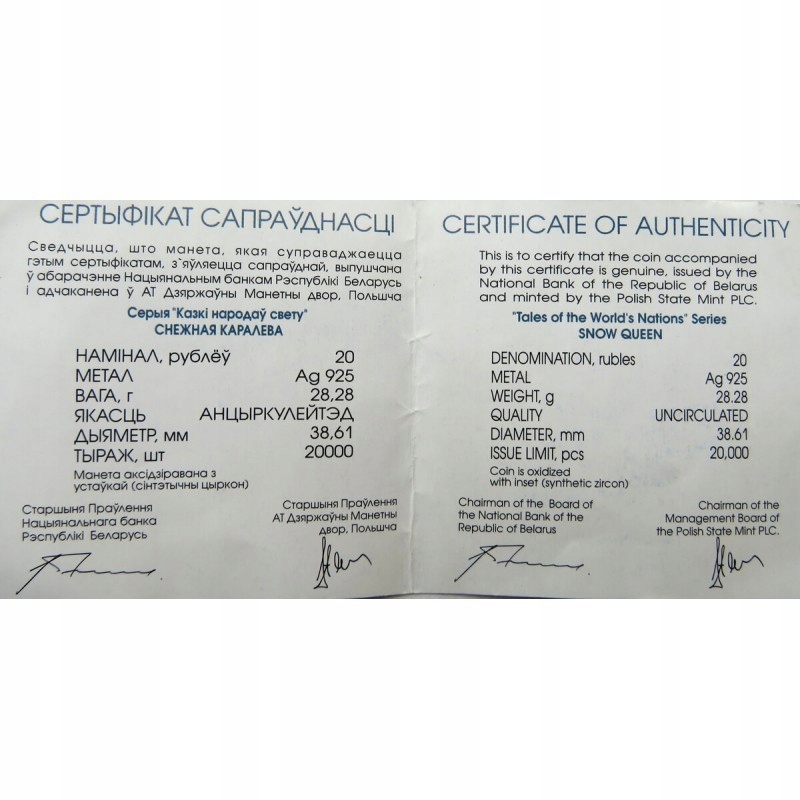 СЕРТЫФІКАТ САПРАЎДНАСЦІ
Сведчыцца, што манета, якая суправаджаецца
гэтым сертыфікатам, з`яўляецца сапраўднай, выпушчана
ў абарачэнне Нацыянальным банкам Рэспублікі Беларусь
і адчаканена ў АТ Дзяржаўны Манетны двор, Польшча
Серыя "Казкі народаў свету"
СНЕЖНАЯ КАРАЛЕВА
НАМІНАЛ, рублёў 20
МЕТАЛ Ag 925
ВАГА, г 28,28
ЯКАСЦЬ АНЦЫРКУЛЕЙТЭД
ДЫЯМЕТР, мм 38,61
ТЫРАЖ, шт 20000
Манета аксідзіравана з
устаўкай (сінтэтычны цыркон)
Старшыня Праўлення
Нацыянальнага банка
Рэспублікі Беларусь
Старшыня Праўлення
АТ Дзяржаўны Манетны
двор, Польшча
CERTIFICATE OF AUTHENTICITY
This is to certify that the coin accompanied
by this certificate is genuine, issued by the
National Bank of the Republic of Belarus
and minted by the Polish State Mint PLC.
"Tales of the World's Nations" Series
SNOW QUEEN
DENOMINATION, rubles 20
METAL Ag 925
WEIGHT, g 28.28
QUALITY UNCIRCULATED
DIAMETER, mm 38.61
ISSUE LIMIT, pcs 20,000
Coin is oxidized
with inset (synthetic zircon)
Chairman of the Board of
the National Bank of the
Republic of Belarus
Chairman of the
Management Board of
the Polish State Mint PLC.